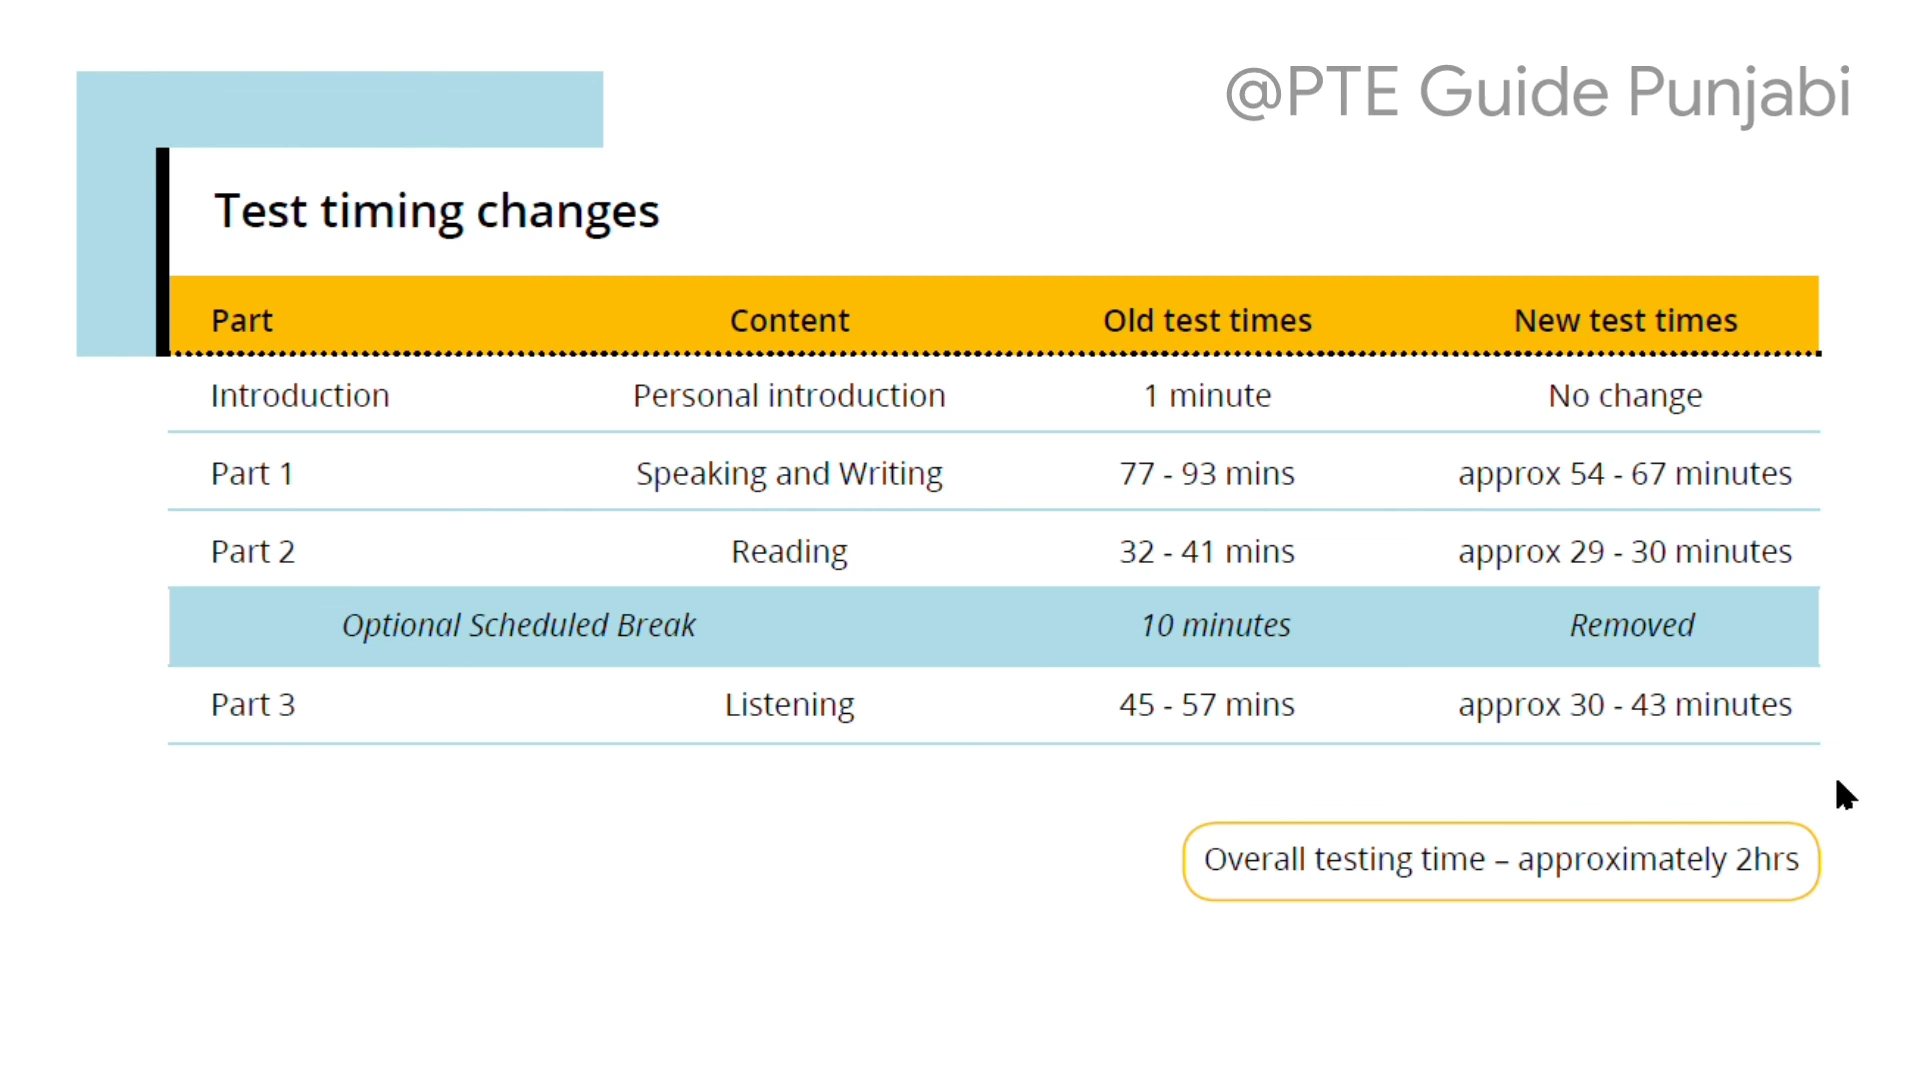 @PTE Guide Punjabi
Test timing changes
Part Content Old test times New test times
Introduction Personal introduction 1 minute No change
Part 1 Speaking and Writing 77 - 93 mins approx 54 - 67 minutes
Part 2 Reading 32 - 41 mins approx 29 - 30 minutes
Optional Scheduled Break 10 minutes Removed
Part 3 Listening 45 - 57 mins approx 30 - 43 minutes
Overall testing time – approximately 2hrs